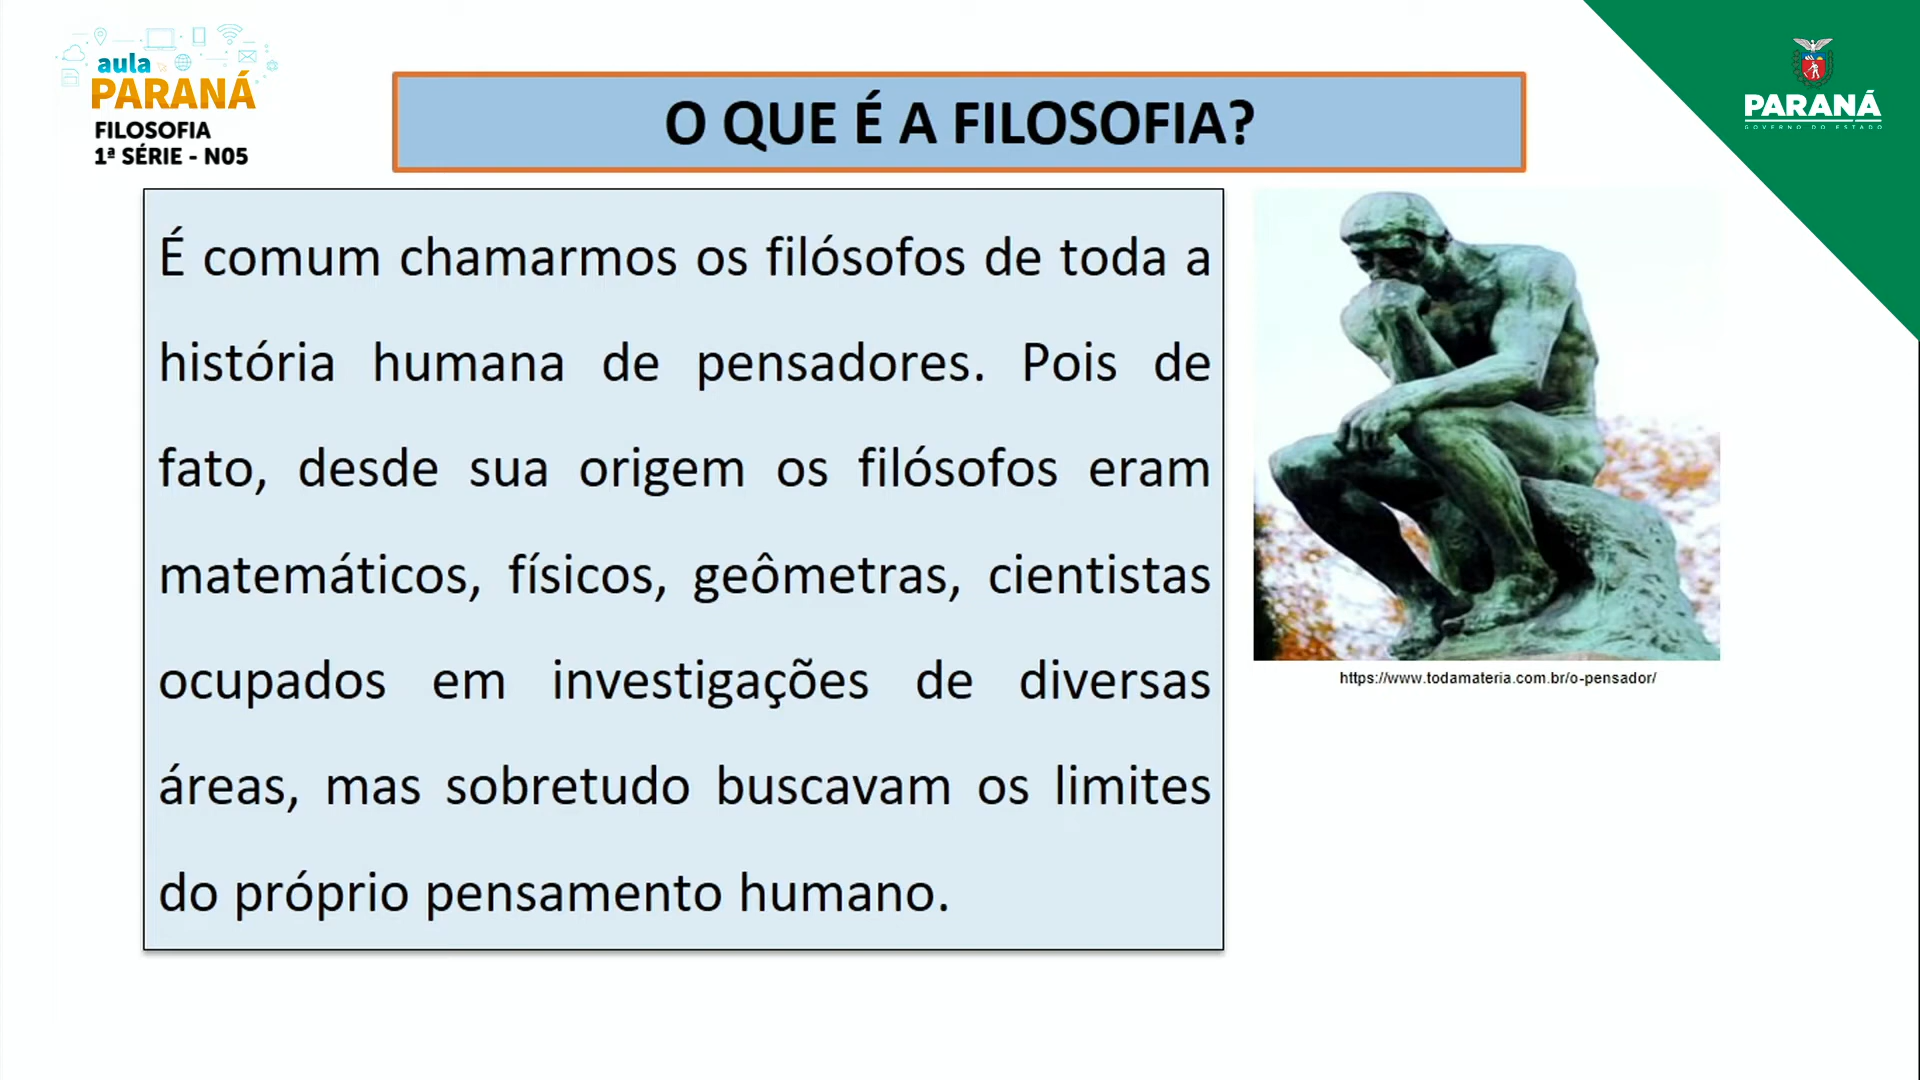 aula
PARANÁ
FILOSOFIA
1ª SÉRIE - N05
O QUE É A FILOSOFIA?
PARANÁ
GOVERNO DO ESTADO
É comum chamarmos os filósofos de toda a
história humana de pensadores. Pois de
fato, desde sua origem os filósofos eram
matemáticos, físicos, geômetras, cientistas
ocupados em investigações de diversas
áreas, mas sobretudo buscavam os limites
do próprio pensamento humano.
https://www.todamateria.com.br/o-pensador/